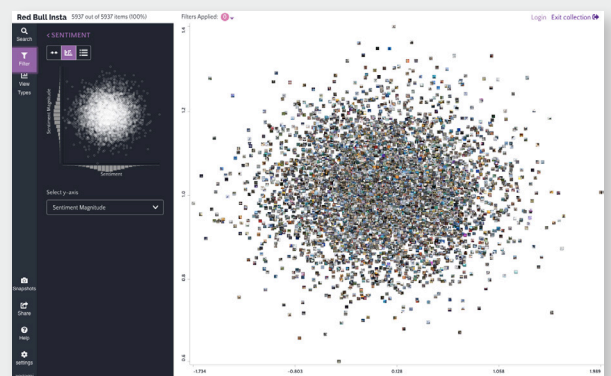 Red Bull Insta 5937 out of 5937 items (100%)
Filters Applied: 0
Login Exit collection
Search
Filter
View
Types
< SENTIMENT
Sentiment Magnitude
Sentiment
Select y-axis
Sentiment Magnitude
Snapshots
Share
Help
settings
1.4
1.2
1.0
0.8
0.6
-1.734 -0.803 0.128 1.058 1.989